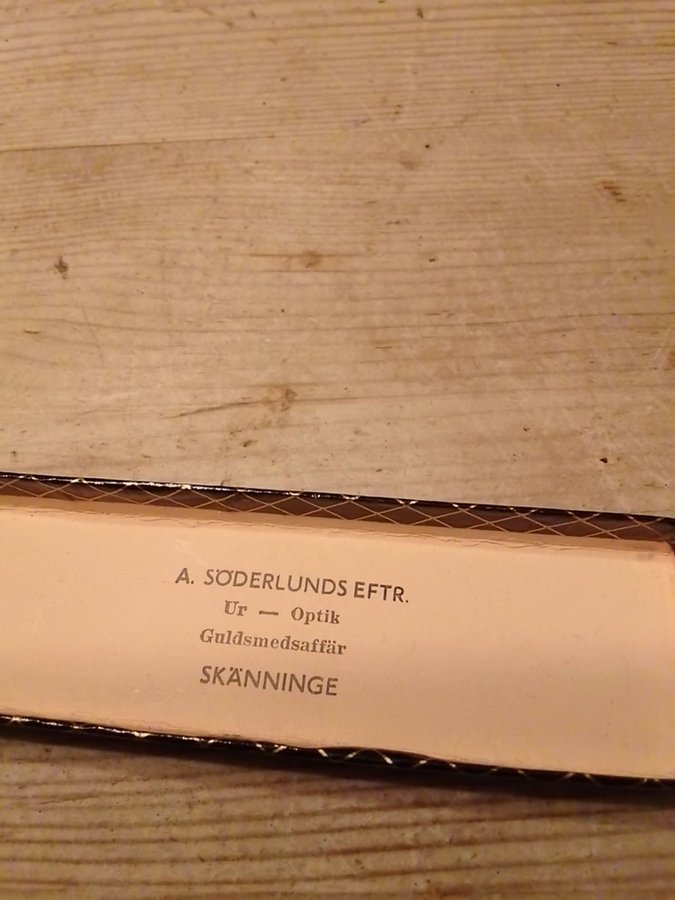 A. SÖDERLUNDS EFTR.
Ur — Optik
Guldsmedsaffär
SKÄNNINGE